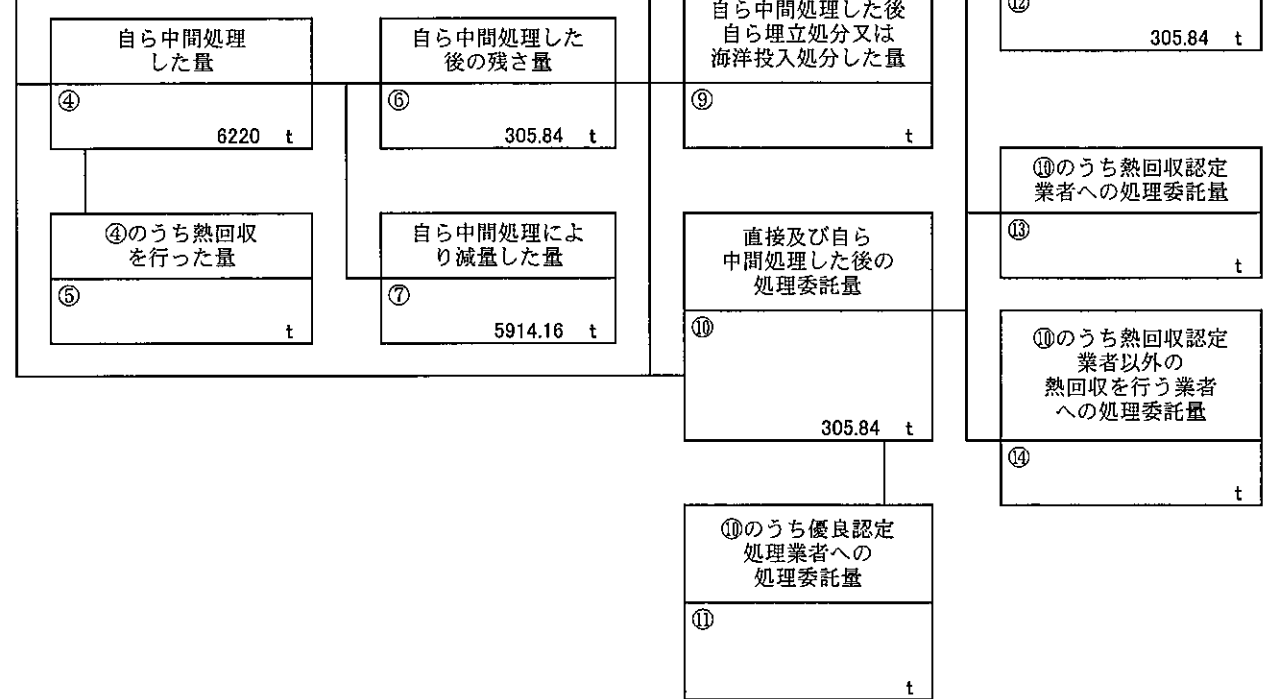 自ら中間処理
した量
④
6220 t
自ら中間処理した
後の残さ量
⑥
305.84 t
自ら中間処理した後
自ら埋立処分又は
海洋投入処分した量
⑨
t
⑫
305.84 t
④のうち熱回収
を行った量
⑤
t
自ら中間処理によ
り減量した量
⑦
5914.16 t
直接及び自ら
中間処理した後の
処理委託量
⑩
305.84 t
⑩のうち熱回収認定
業者への処理委託量
⑬
t
⑩のうち熱回収認定
業者以外の
熱回収を行う業者
への処理委託量
⑭
t
⑩のうち優良認定
処理業者への
処理委託量
⑪
t